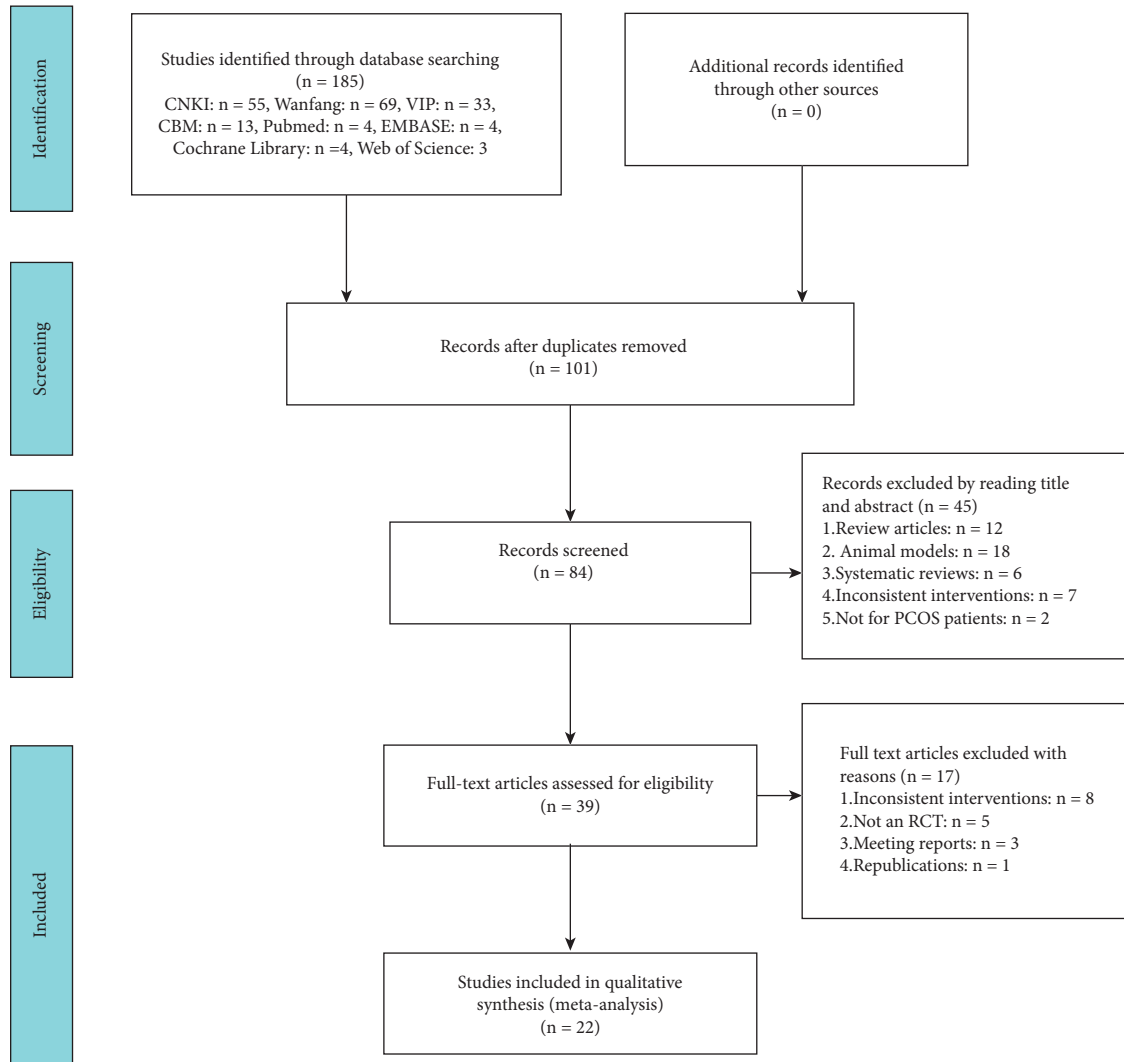 Identification
Studies identified through database searching
(n = 185)
CNKI: n = 55, Wanfang: n = 69, VIP: n = 33,
CBM: n = 13, Pubmed: n = 4, EMBASE: n = 4,
Cochrane Library: n =4, Web of Science: 3
Additional records identified
through other sources
(n = 0)
Screening
Records after duplicates removed
(n = 101)
Eligibility
Records screened
(n = 84)
Records excluded by reading title
and abstract (n = 45)
1.Review articles: n = 12
2. Animal models: n = 18
3.Systematic reviews: n = 6
4.Inconsistent interventions: n = 7
5.Not for PCOS patients: n = 2
Included
Full-text articles assessed for eligibility
(n = 39)
Full text articles excluded with
reasons (n = 17)
1.Inconsistent interventions: n = 8
2.Not an RCT: n = 5
3.Meeting reports: n = 3
4.Republications: n = 1
Studies included in qualitative
synthesis (meta-analysis)
(n = 22)